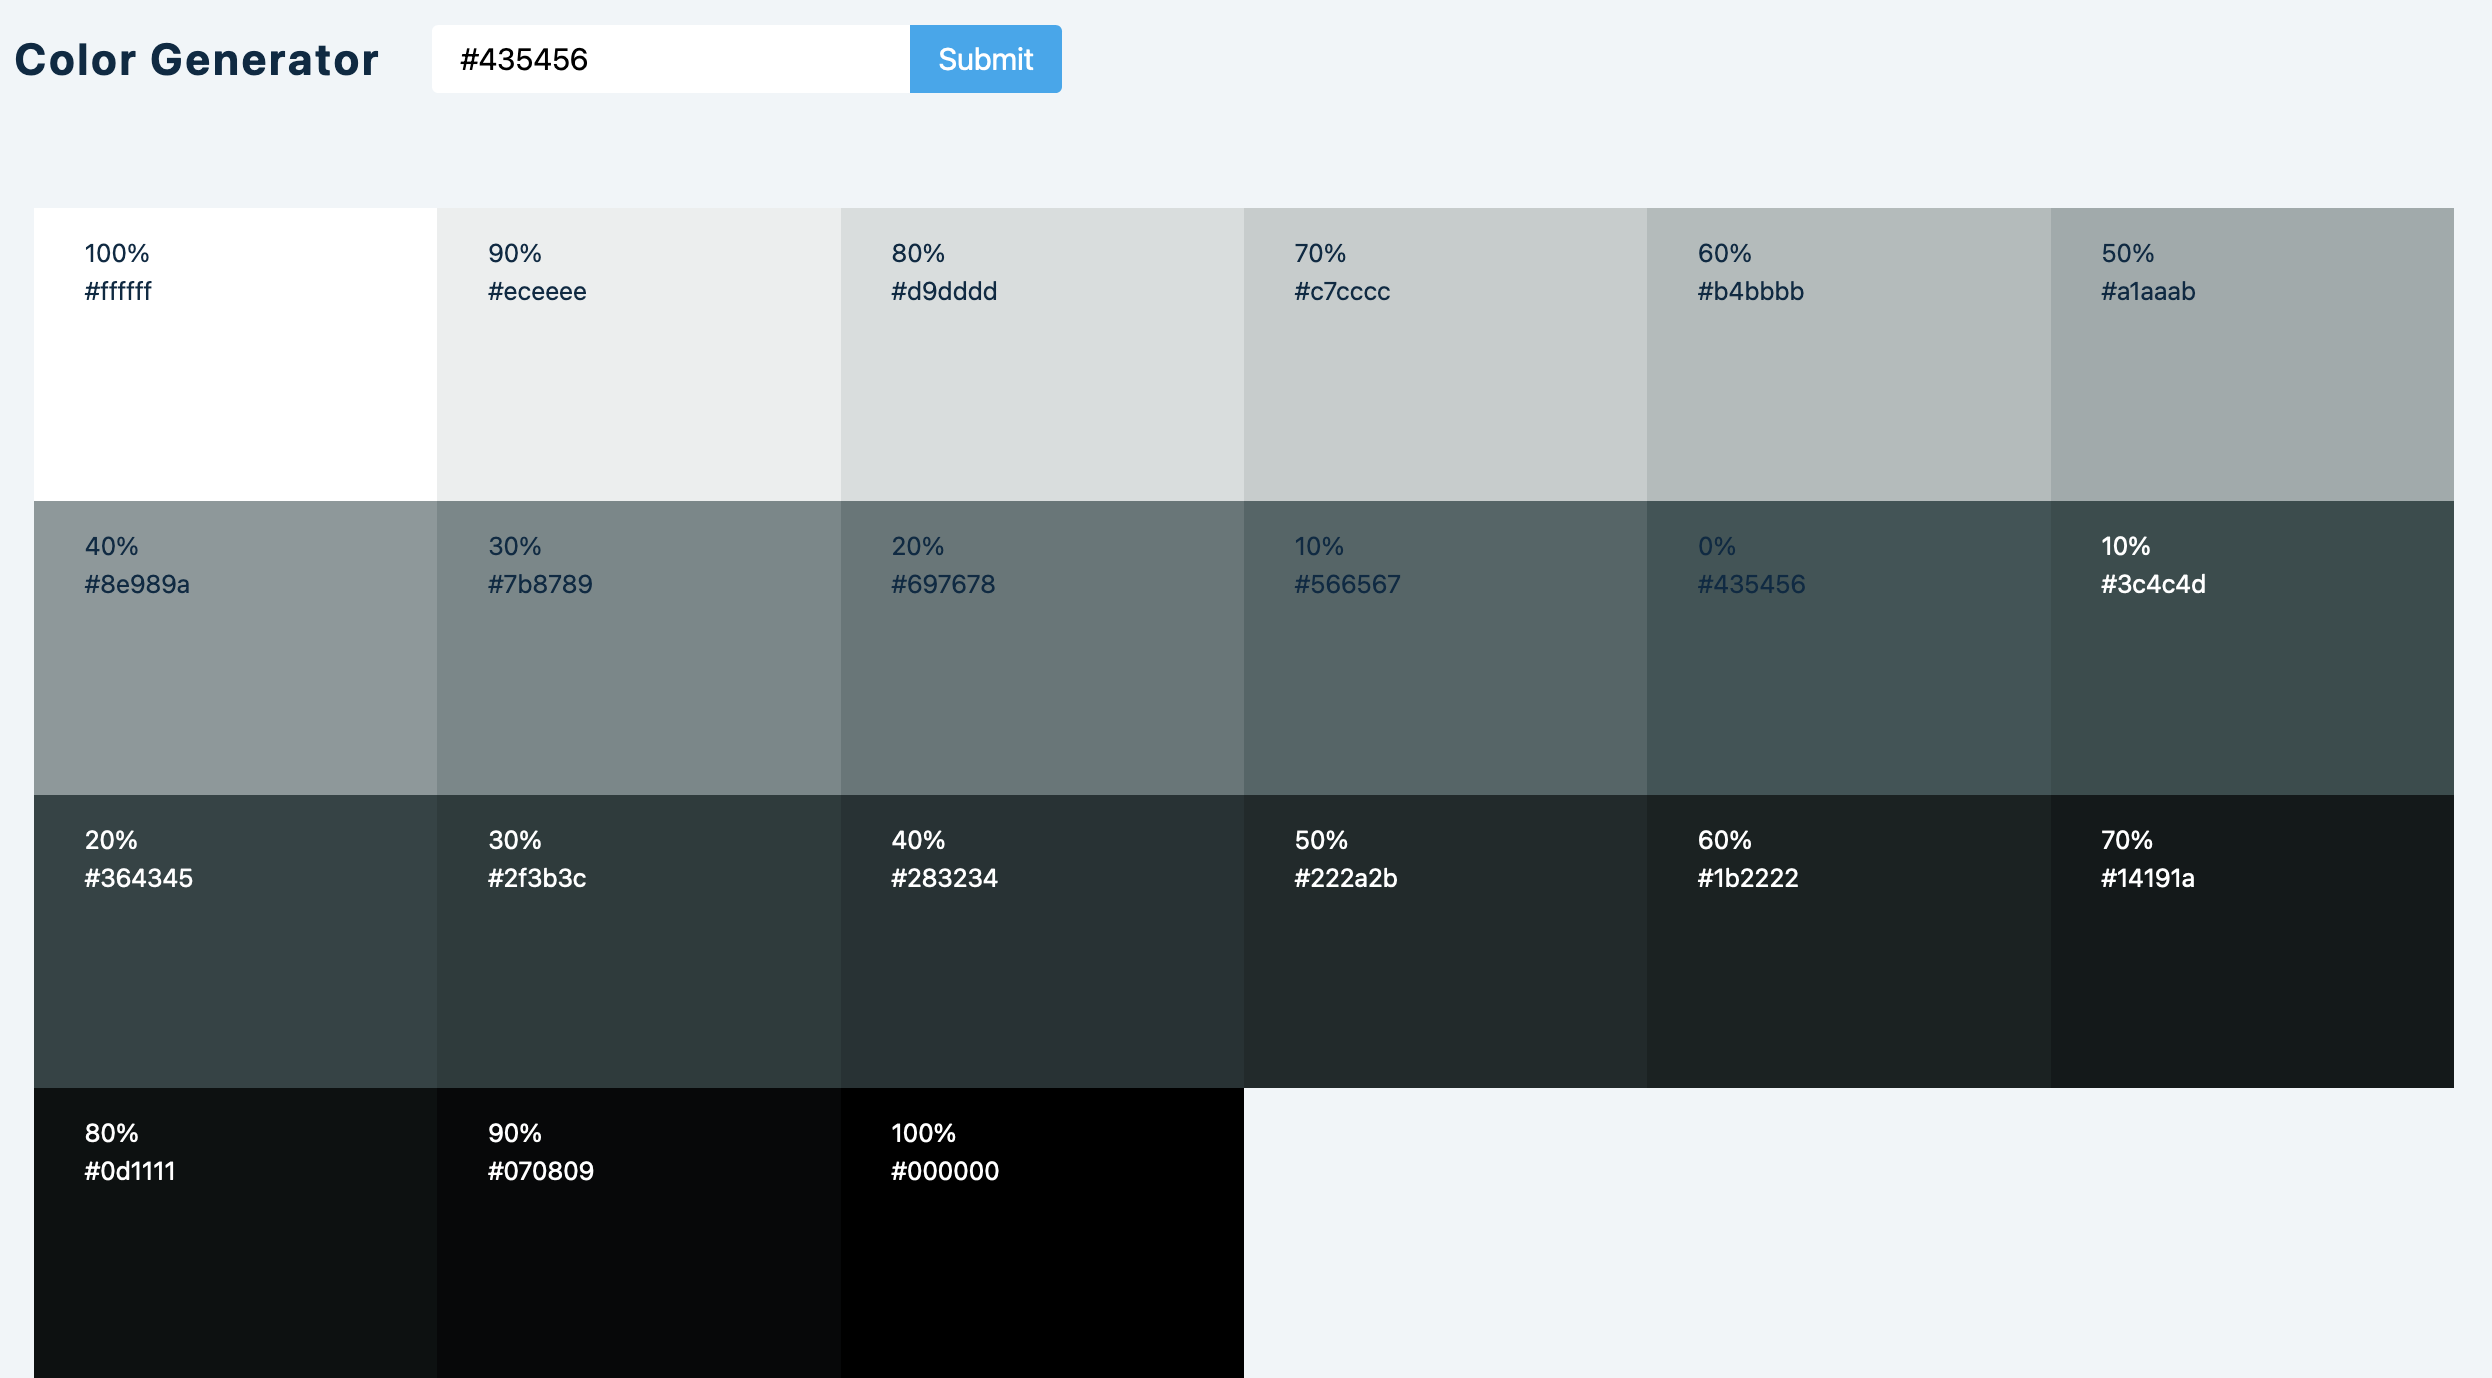 Color Generator
#435456
Submit
100%
#ffffff
90%
#eceeee
80%
#d9dddd
70%
#c7cccc
60%
#b4bbbb
50%
#a1aaab
40%
#8e989a
30%
#7b8789
20%
#697678
10%
#566567
0%
#435456
10%
#3c4c4d
20%
#364345
30%
#2f3b3c
40%
#283234
50%
#222a2b
60%
#1b2222
70%
#14191a
80%
#0d1111
90%
#070809
100%
#000000